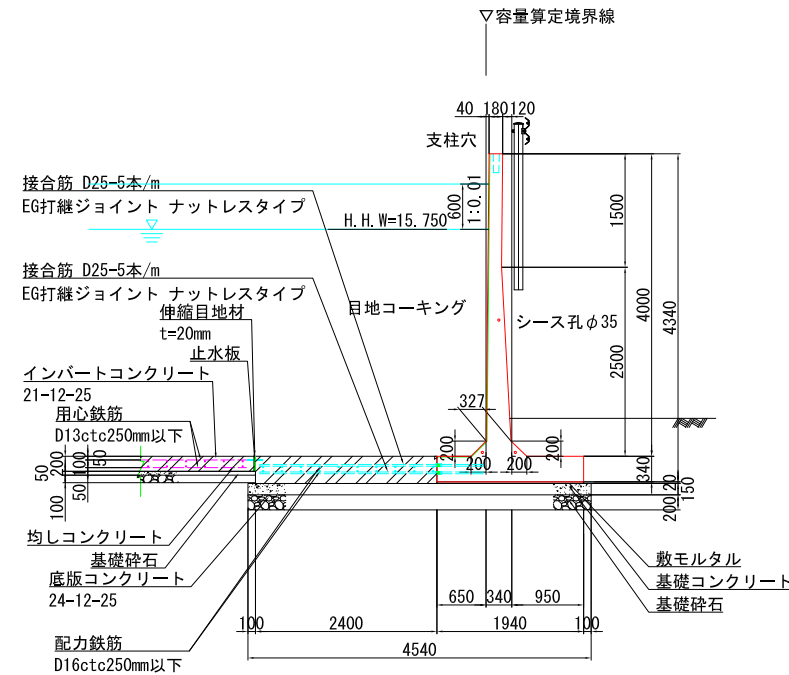 ▽容量算定境界線
40 180 120
支柱穴
接合筋 D25-5本/m
EG打継ジョイント ナットレスタイプ
600
1:0.01
H.H.W=15.750
1500
4000
4340
2500
接合筋 D25-5本/m
EG打継ジョイント ナットレスタイプ
目地コーキング
シース孔φ35
伸縮目地材
t=20mm
止水板
インバートコンクリート
21-12-25
用心鉄筋
D13ctc250mm以下
327
200
200
200
200
50
200
100
50
100
50
340
20
150
200
均しコンクリート
基礎砕石
底版コンクリート
24-12-25
敷モルタル
基礎コンクリート
基礎砕石
650 340 950
100 2400 1940 100
4540
配力鉄筋
D16ctc250mm以下